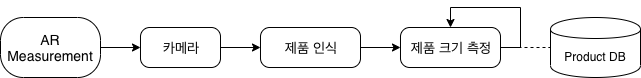 AR
Measurement
카메라
제품 인식
제품 크기 측정
Product DB